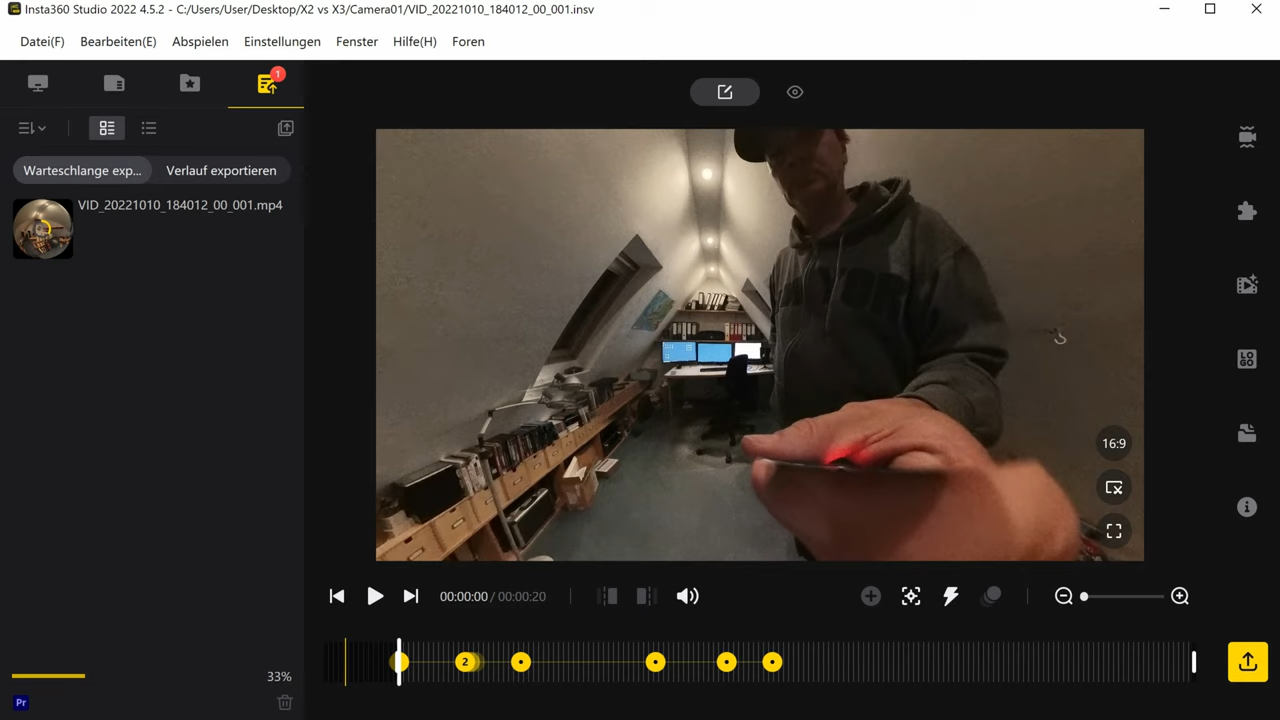 Insta360 Studio 2022 4.5.2 - C:/Users/User/Desktop/X2 vs X3/Camera01/VID_20221010_184012_00_001.insv
Datei(F) Bearbeiten(E) Abspielen Einstellungen Fenster Hilfe(H) Foren
1
Warteschlange exp... Verlauf exportieren
VID_20221010_184012_00_001.mp4
LOGO
16:9
00:00:00 / 00:00:20
2
33%
Pr